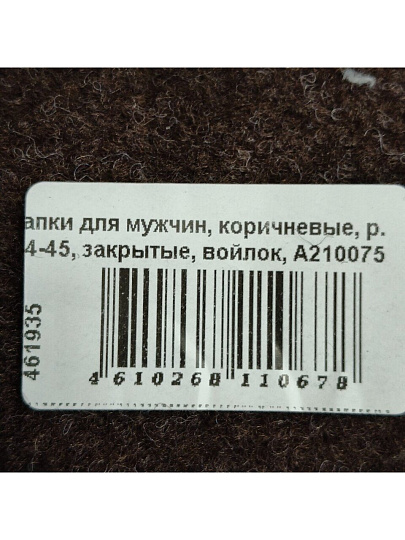 апки для мужчин, коричневые, р.
4-45, закрытые, войлок, А210075
461935
4 610268 110678